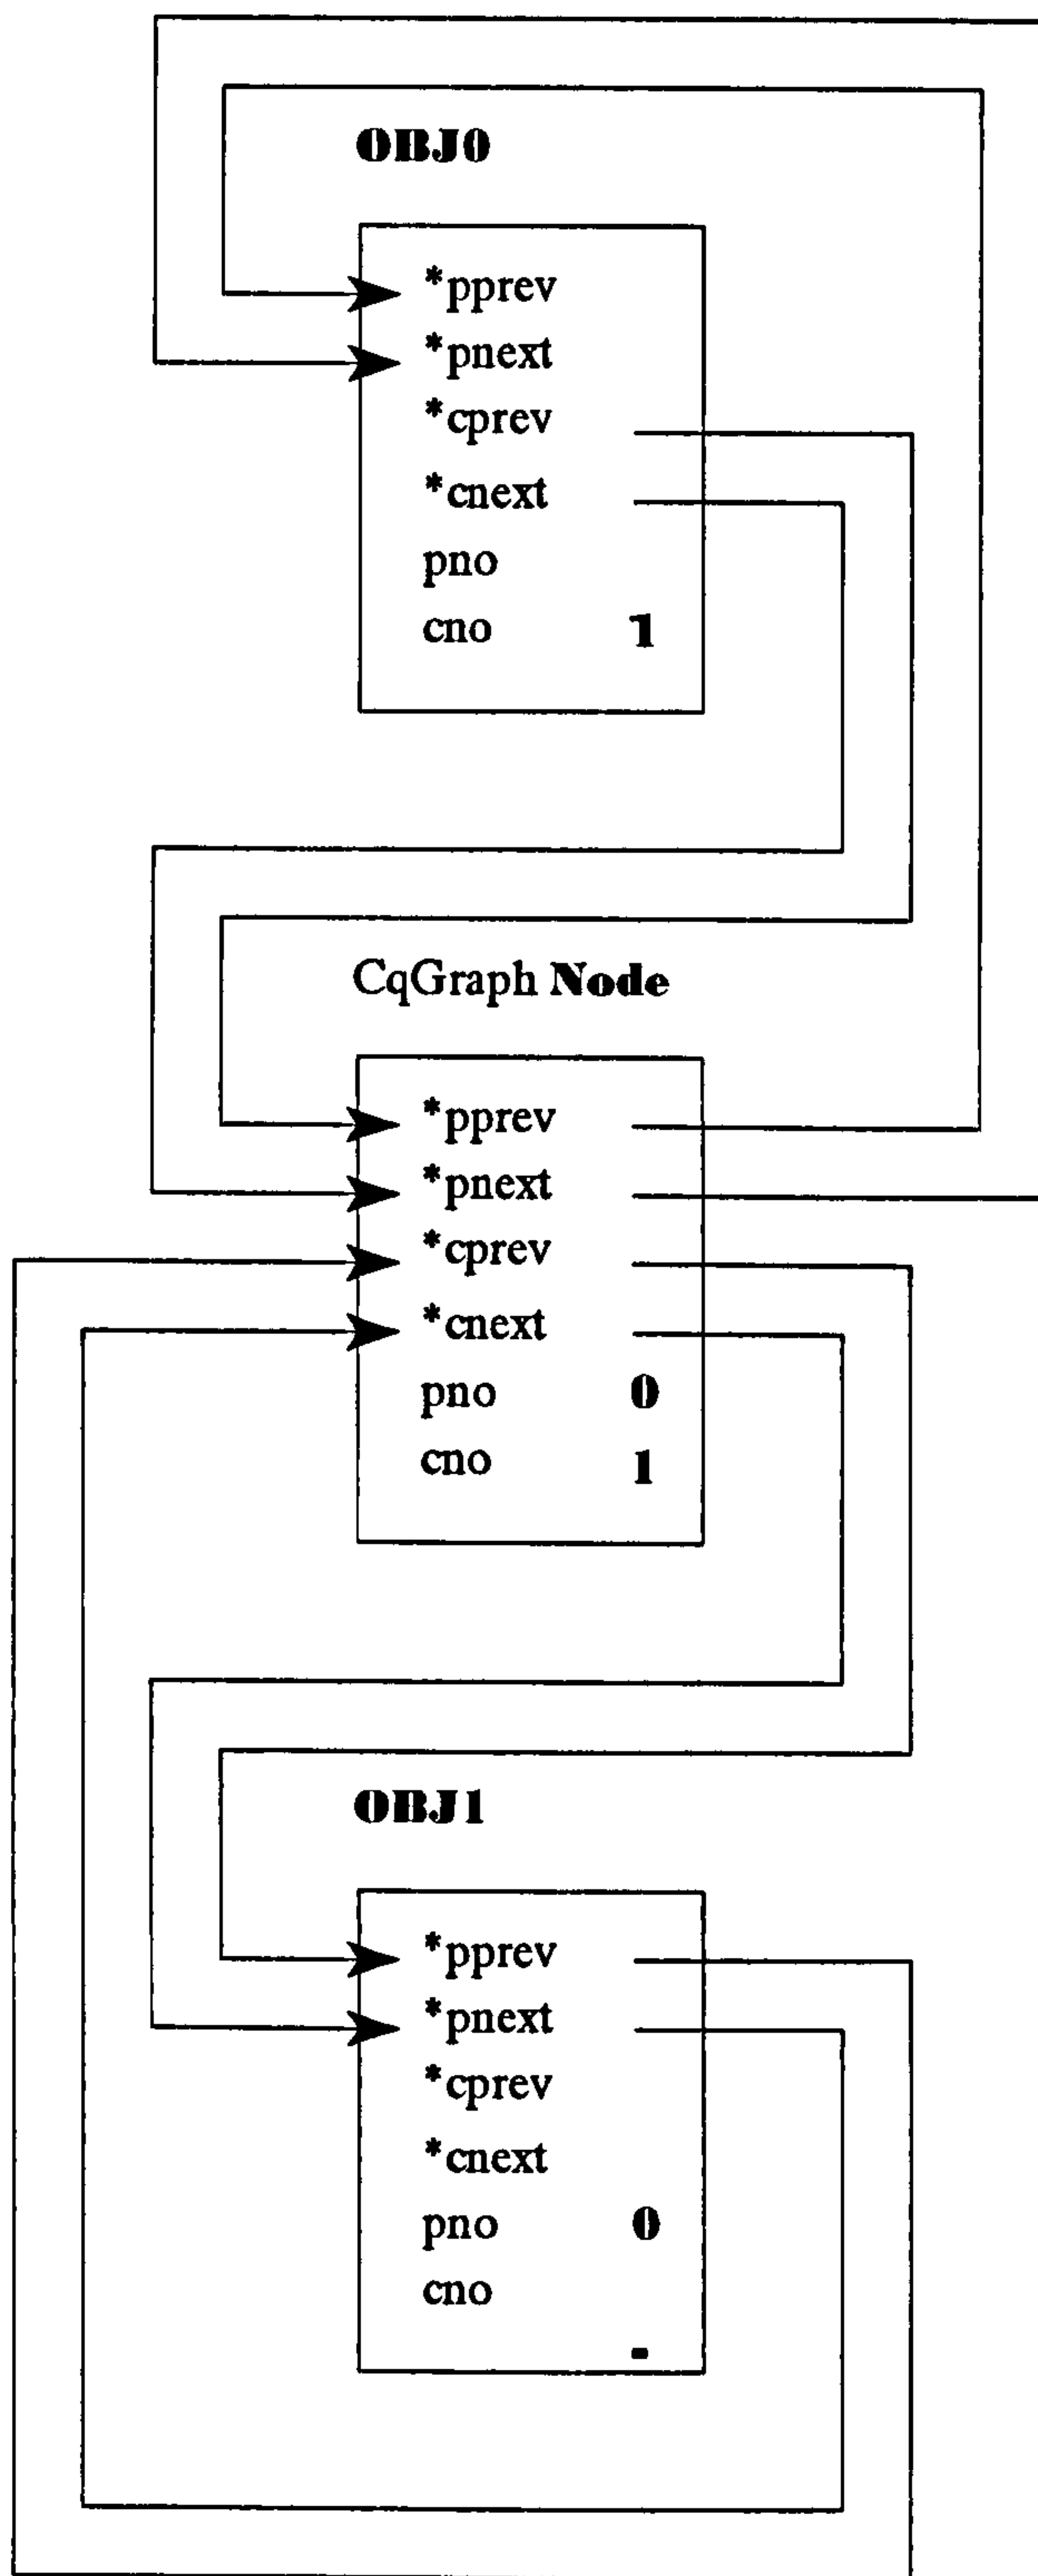 OBJ0
*pprev
*pnext
*cprev
*cnext
pno
cno 1
CqGraph Node
*pprev
*pnext
*cprev
*cnext
pno 0
cno 1
OBJ1
*pprev
*pnext
*cprev
*cnext
pno 0
cno
-